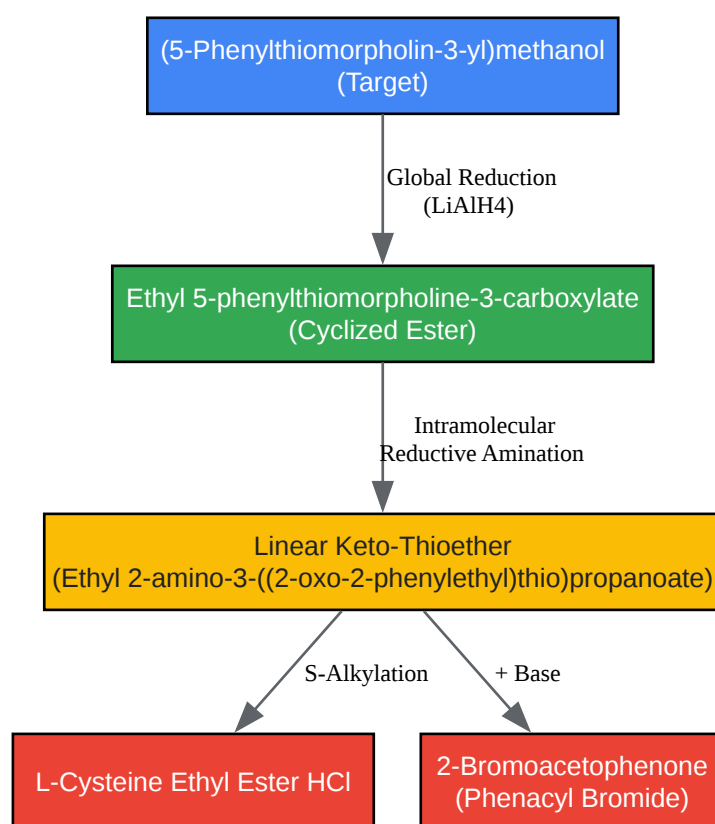 (5-Phenylthiomorpholin-3-yl)methanol
(Target)
Global Reduction
(LiAlH4)
Ethyl 5-phenylthiomorpholine-3-carboxylate
(Cyclized Ester)
Intramolecular
Reductive Amination
Linear Keto-Thioether
(Ethyl 2-amino-3-((2-oxo-2-phenylethyl)thio)propanoate)
S-Alkylation
+ Base
L-Cysteine Ethyl Ester HCl
2-Bromoacetophenone
(Phenacyl Bromide)